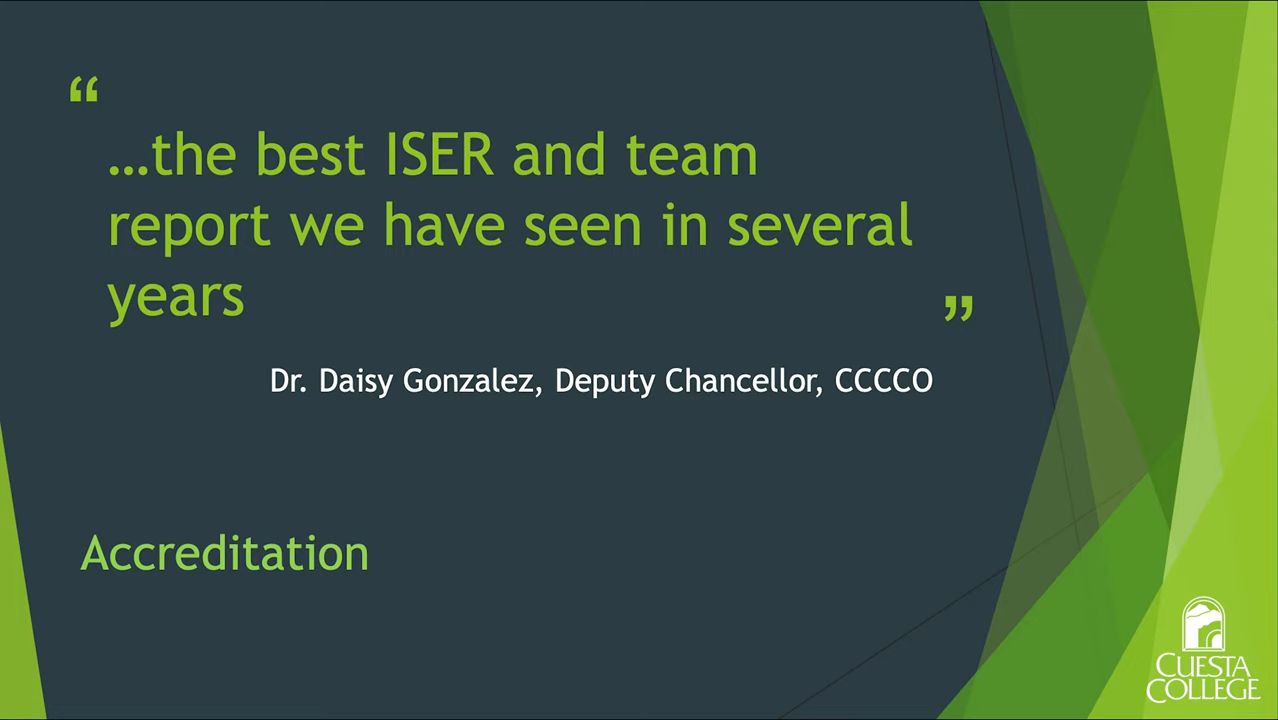 “
…the best ISER and team
report we have seen in several
years
”
Dr. Daisy Gonzalez, Deputy Chancellor, CCCCO
Accreditation
CUESTA
COLLEGE